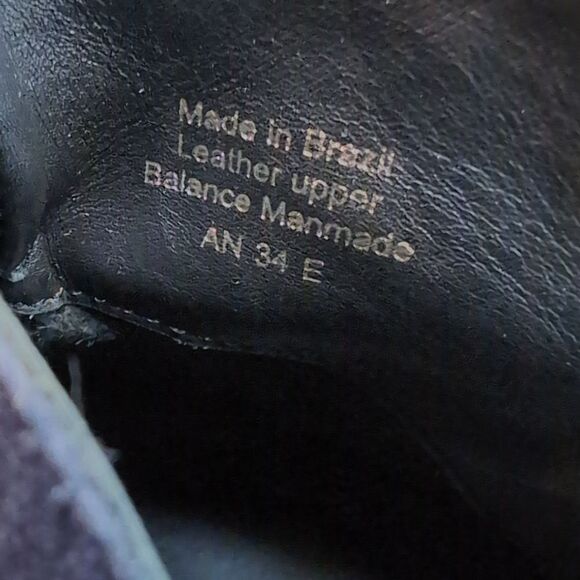 Made in Brazil
Leather upper
Balance Manmade
AN 34 E